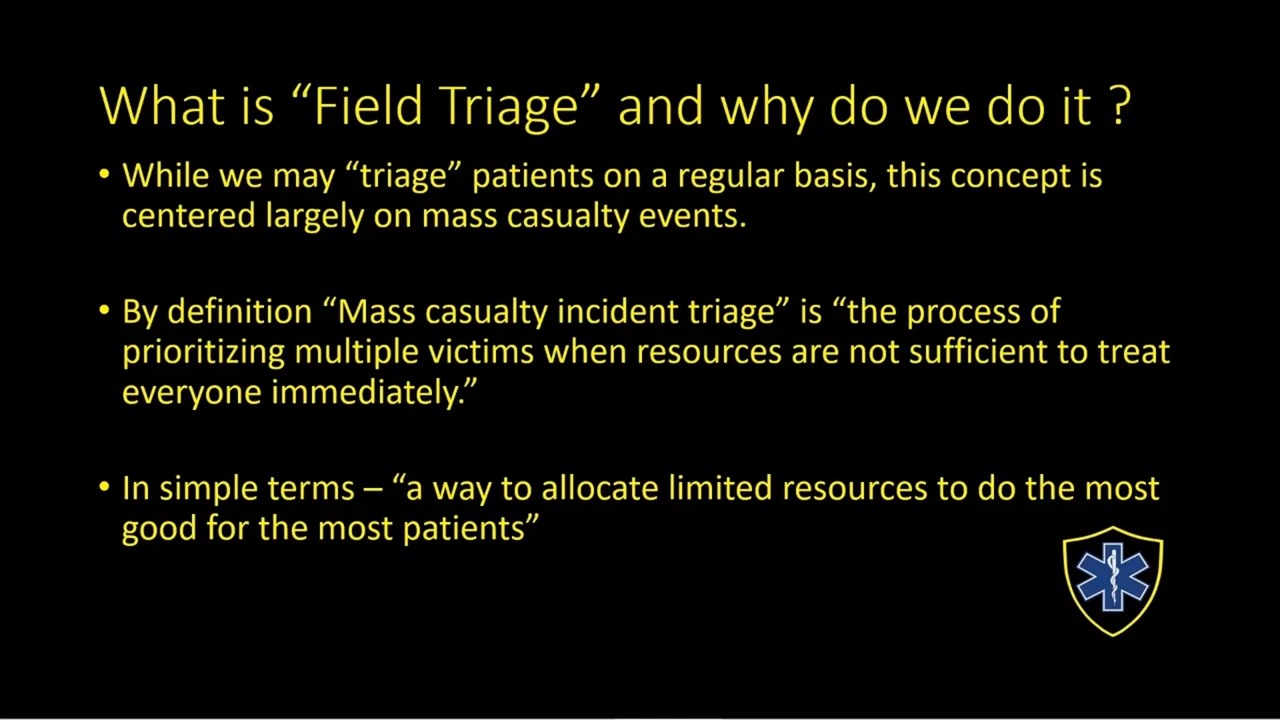 What is “Field Triage” and why do we do it ?
• While we may “triage” patients on a regular basis, this concept is
centered largely on mass casualty events.
• By definition “Mass casualty incident triage” is “the process of
prioritizing multiple victims when resources are not sufficient to treat
everyone immediately.”
• In simple terms – “a way to allocate limited resources to do the most
good for the most patients”